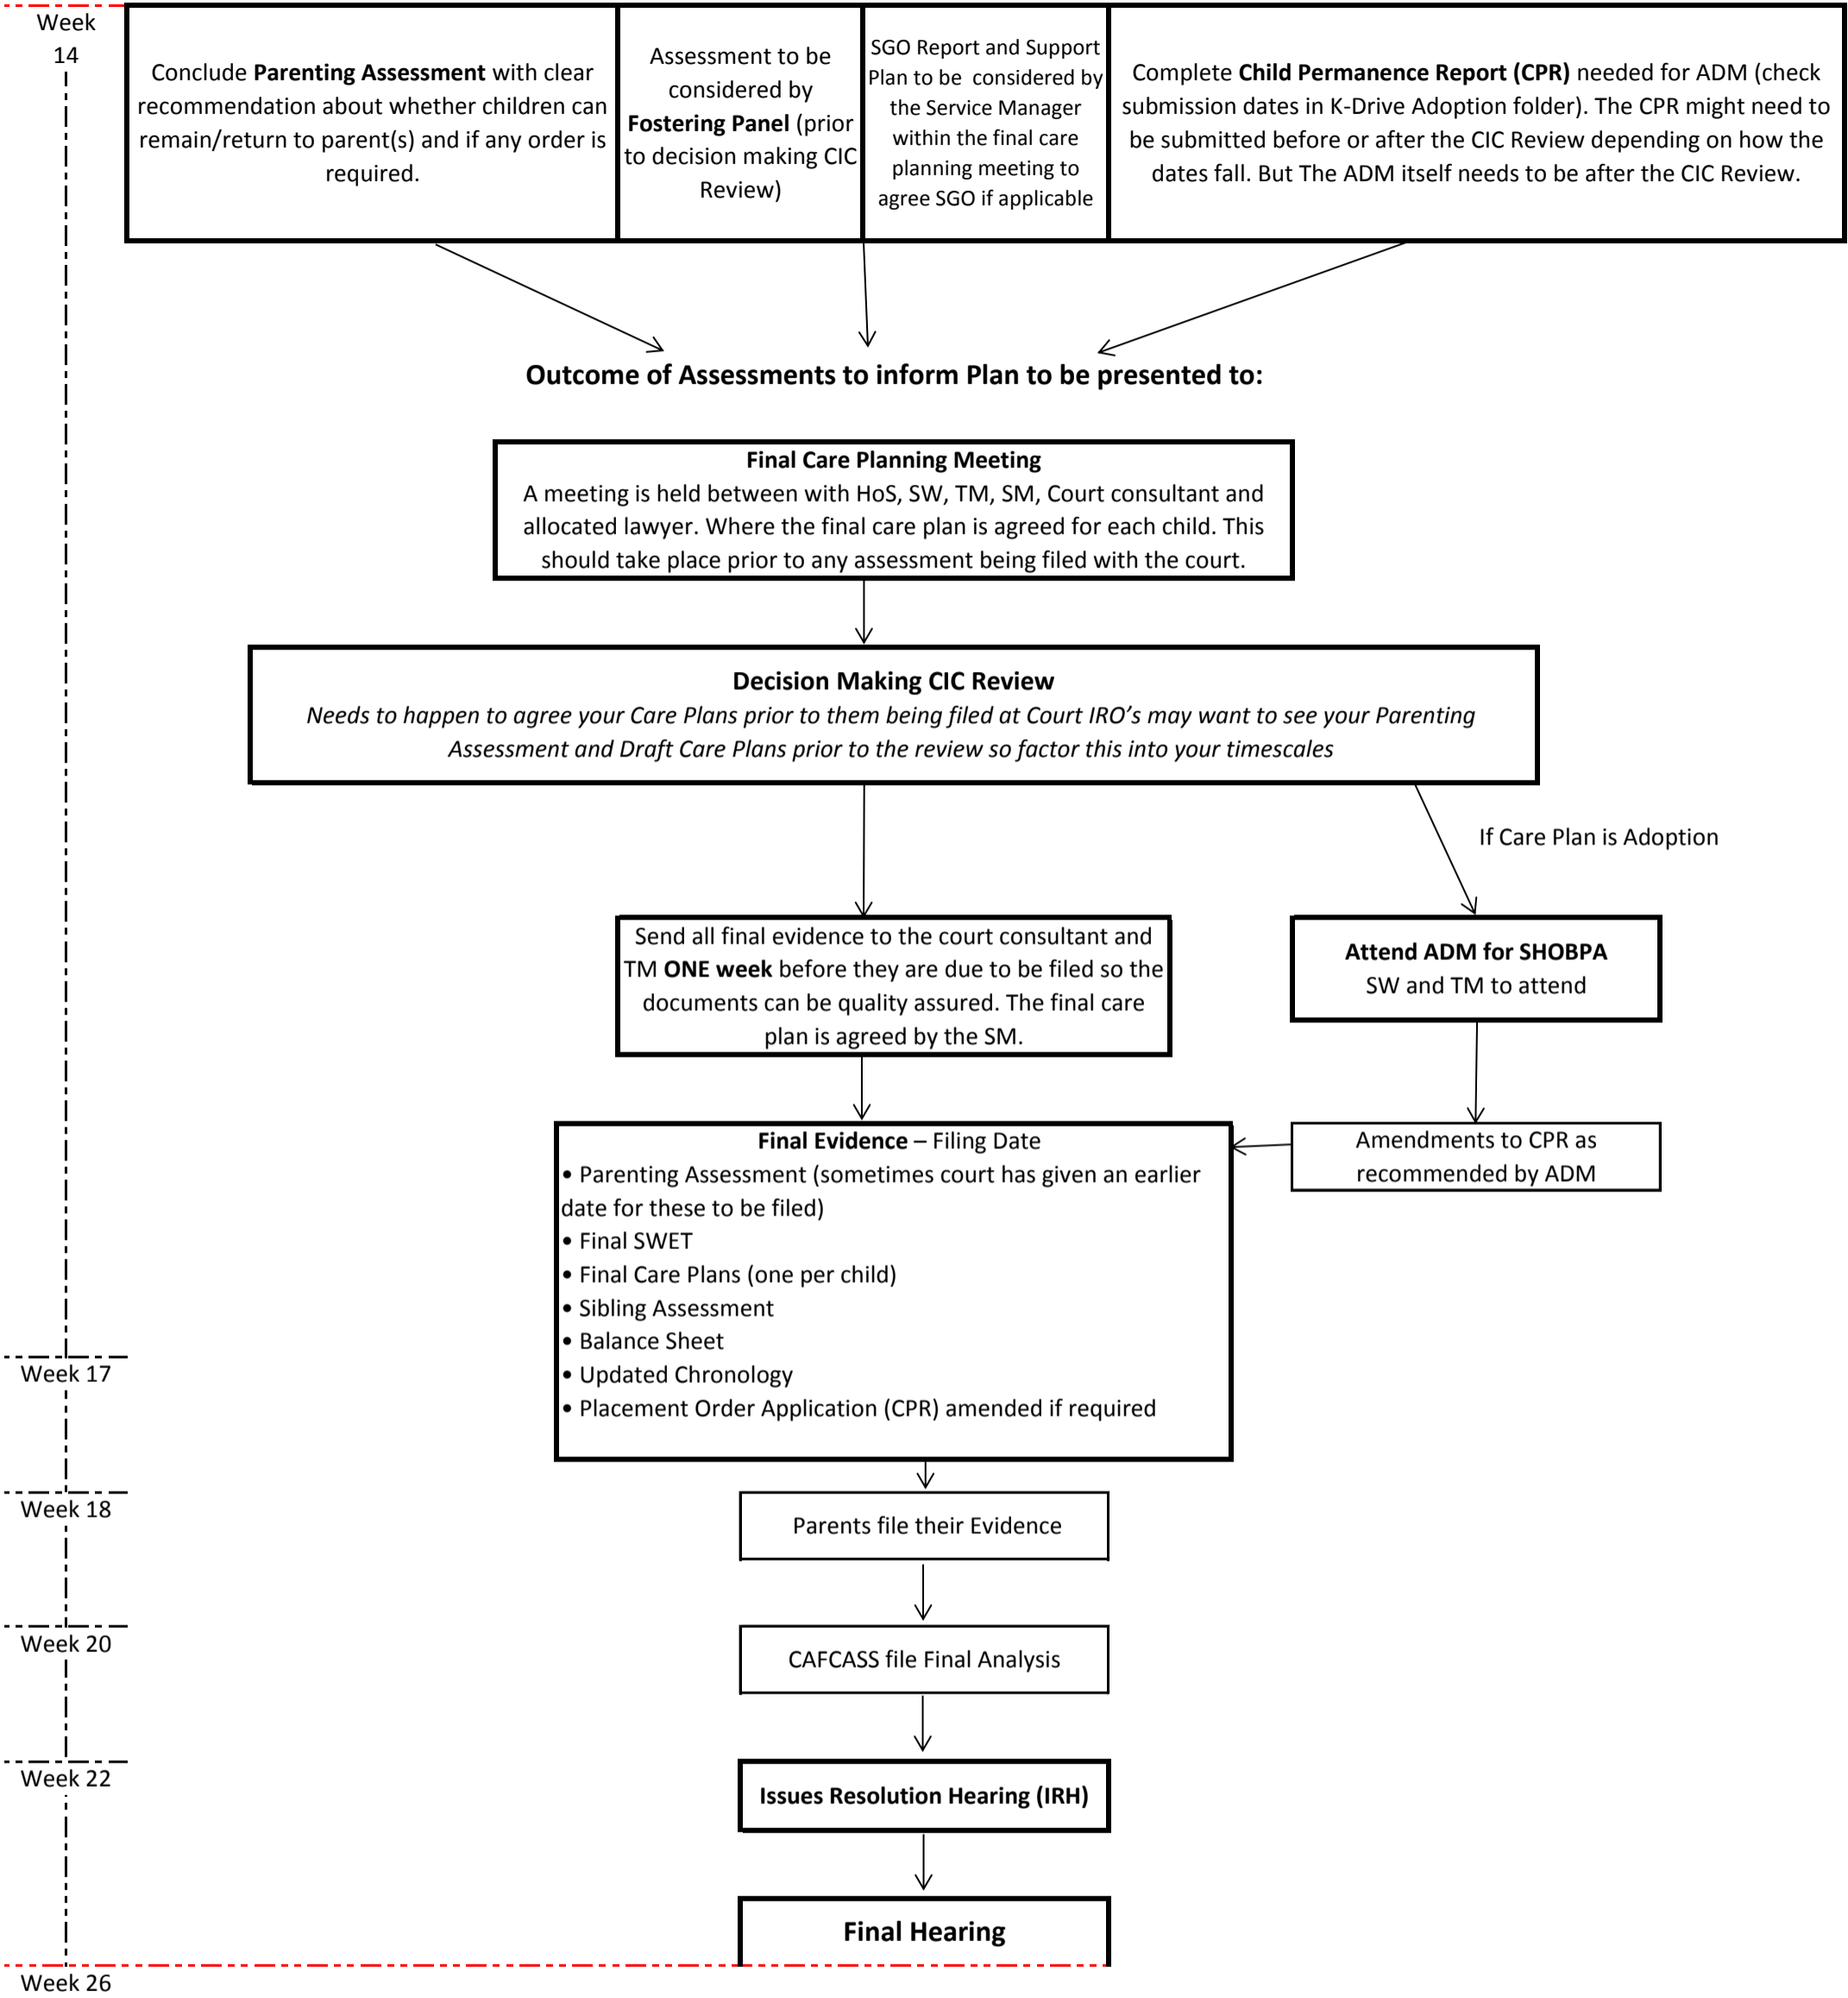 Week
14
Conclude Parenting Assessment with clear
recommendation about whether children can
remain/return to parent(s) and if any order is
required.
Assessment to be
considered by
Fostering Panel (prior
to decision making CIC
Review)
SGO Report and Support
Plan to be considered by
the Service Manager
within the final care
planning meeting to
agree SGO if applicable
Complete Child Permanence Report (CPR) needed for ADM (check
submission dates in K-Drive Adoption folder). The CPR might need to
be submitted before or after the CIC Review depending on how the
dates fall. But The ADM itself needs to be after the CIC Review.
Outcome of Assessments to inform Plan to be presented to:
Final Care Planning Meeting
A meeting is held between with HoS, SW, TM, SM, Court consultant and
allocated lawyer. Where the final care plan is agreed for each child. This
should take place prior to any assessment being filed with the court.
Decision Making CIC Review
Needs to happen to agree your Care Plans prior to them being filed at Court IRO's may want to see your Parenting
Assessment and Draft Care Plans prior to the review so factor this into your timescales
If Care Plan is Adoption
Send all final evidence to the court consultant and
TM ONE week before they are due to be filed so the
documents can be quality assured. The final care
plan is agreed by the SM.
Attend ADM for SHOBPA
SW and TM to attend
Amendments to CPR as
recommended by ADM
Final Evidence – Filing Date
• Parenting Assessment (sometimes court has given an earlier
date for these to be filed)
• Final SWET
• Final Care Plans (one per child)
• Sibling Assessment
• Balance Sheet
• Updated Chronology
• Placement Order Application (CPR) amended if required
Week 17
Week 18
Parents file their Evidence
Week 20
CAFCASS file Final Analysis
Week 22
Issues Resolution Hearing (IRH)
Final Hearing
Week 26